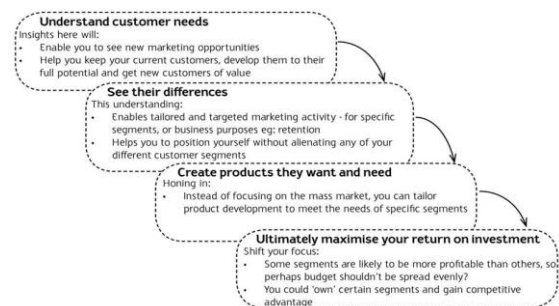 Understand customer needs
Insights here will:
• Enable you to see new marketing opportunities
• Help you keep your current customers, develop them to their
full potential and get new customers of value
See their differences
This understanding:
• Enables tailored and targeted marketing activity - for specific
segments, or business purposes eg: retention
• Helps you to position yourself without alienating any of your
different customer segments
Create products they want and need
Honing in:
• Instead of focusing on the mass market, you can tailor
product development to meet the needs of specific segments
Ultimately maximise your return on investment
Shift your focus:
• Some segments are likely to be more profitable than others, so
perhaps budget shouldn't be spread evenly?
• You could 'own' certain segments and gain competitive
advantage